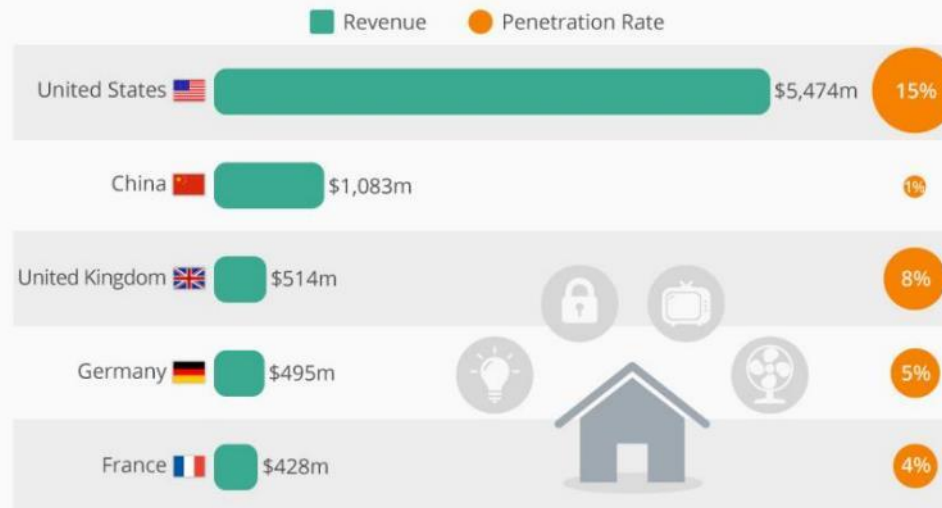 Revenue Penetration Rate
United States $5,474m 15%
China $1,083m 1%
United Kingdom $514m 8%
Germany $495m 5%
France $428m 4%